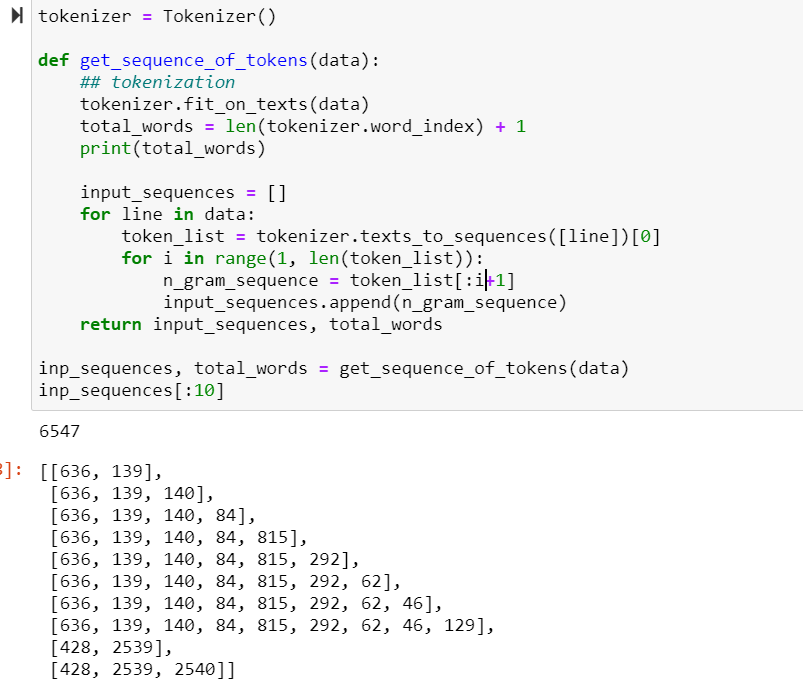 tokenizer = Tokenizer()
def get_sequence_of_tokens(data):
    ## tokenization
    tokenizer.fit_on_texts(data)
    total_words = len(tokenizer.word_index) + 1
    print(total_words)
    input_sequences = []
    for line in data:
        token_list = tokenizer.texts_to_sequences([line])[0]
        for i in range(1, len(token_list)):
            n_gram_sequence = token_list[:i+1]
            input_sequences.append(n_gram_sequence)
    return input_sequences, total_words
inp_sequences, total_words = get_sequence_of_tokens(data)
inp_sequences[:10]
6547
]: [[636, 139],
 [636, 139, 140],
 [636, 139, 140, 84],
 [636, 139, 140, 84, 815],
 [636, 139, 140, 84, 815, 292],
 [636, 139, 140, 84, 815, 292, 62],
 [636, 139, 140, 84, 815, 292, 62, 46],
 [636, 139, 140, 84, 815, 292, 62, 46, 129],
 [428, 2539],
 [428, 2539, 2540]]